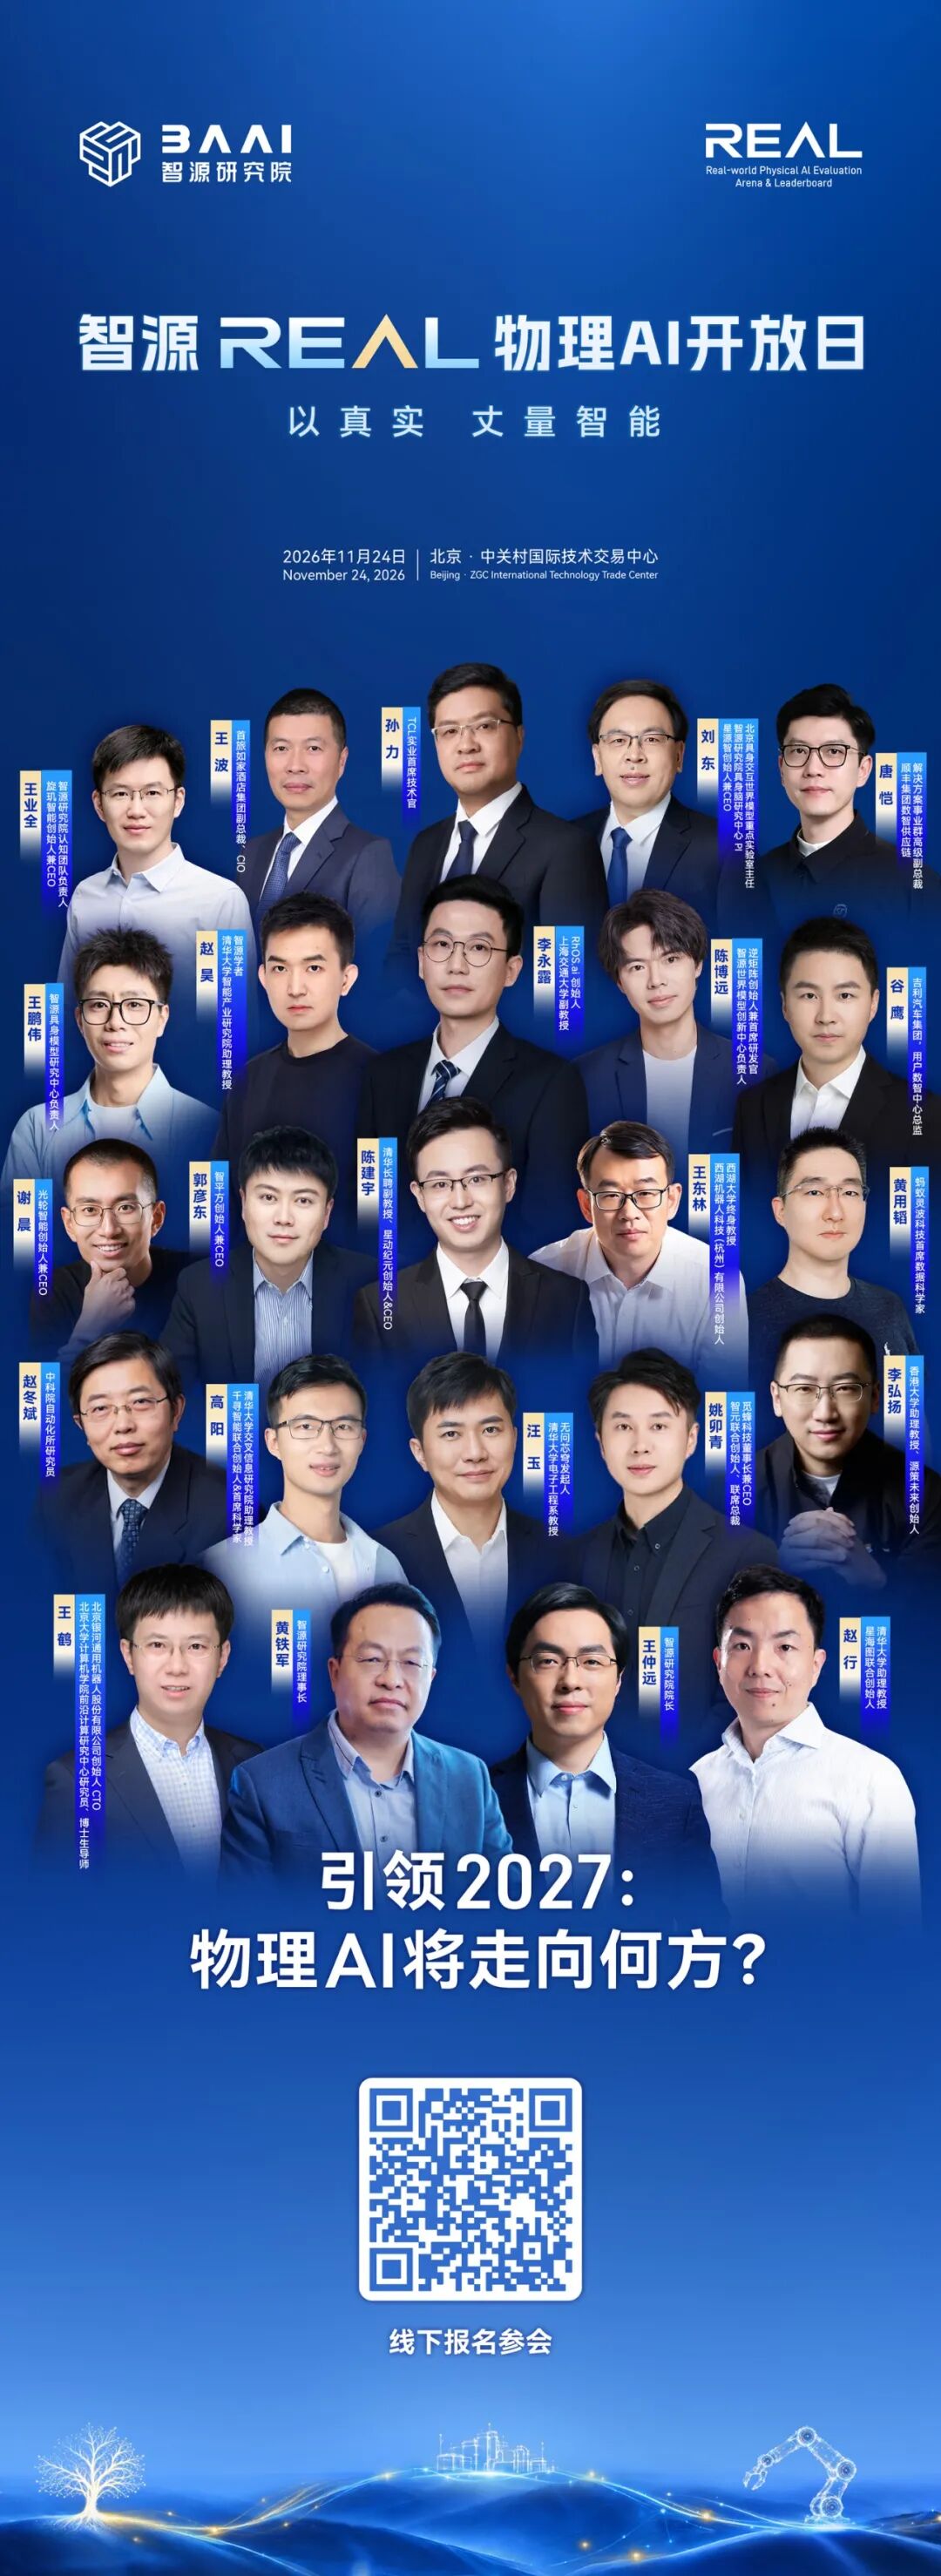 BAAI
智源研究院
REAL
Real-world Physical AI Evaluation
Arena & Leaderboard
智源 REAL 物理AI开放日
以真实 丈量智能
2026年11月24日
November 24, 2026
北京 · 中关村国际技术交易中心
Beijing · ZGC International Technology Trade Center
王业全
智源研究院认知团队负责人
旋玑智能创始人兼CEO
王波
首旅如家酒店集团副总裁、CIO
孙力
TCL实业首席技术官
刘东
北京具身交互世界模型重点实验室主任
智源研究院具身脑研究中心 PI
星源智创始人兼CEO
唐恺
解决方案事业群高级副总裁
顺丰集团数智供应链
王鹏伟
智源具身模型研究中心负责人
赵昊
智源学者
清华大学智能产业研究院助理教授
李永露
RhOS.ai 创始人
上海交通大学副教授
陈博远
逆矩阵创始人兼首席研发官
智源世界模型创新中心负责人
谷鹰
吉利汽车集团，用户数智中心总监
谢晨
光轮智能创始人兼CEO
郭彦东
智平方创始人兼CEO
陈建宇
清华长聘副教授、星动纪元创始人&CEO
王东林
西湖大学终身教授
西湖机器人科技（杭州）有限公司创始人
黄用韬
蚂蚁灵波科技首席数据科学家
赵冬斌
中科院自动化所研究员
高阳
清华大学交叉信息研究院助理教授
千寻智能联合创始人&首席科学家
汪玉
无问芯穹发起人
清华大学电子工程系教授
姚卯青
觅蜂科技董事长兼CEO
智元联合创始人、联席总裁
李弘扬
香港大学助理教授、源策未来创始人
王鹤
北京银河通用机器人股份有限公司创始人 CTO
北京大学计算机学院前沿计算研究中心研究员、博士生导师
黄铁军
智源研究院理事长
王仲远
智源研究院院长
赵行
清华大学助理教授
星海图联合创始人
引领2027:
物理AI将走向何方?
线下报名参会